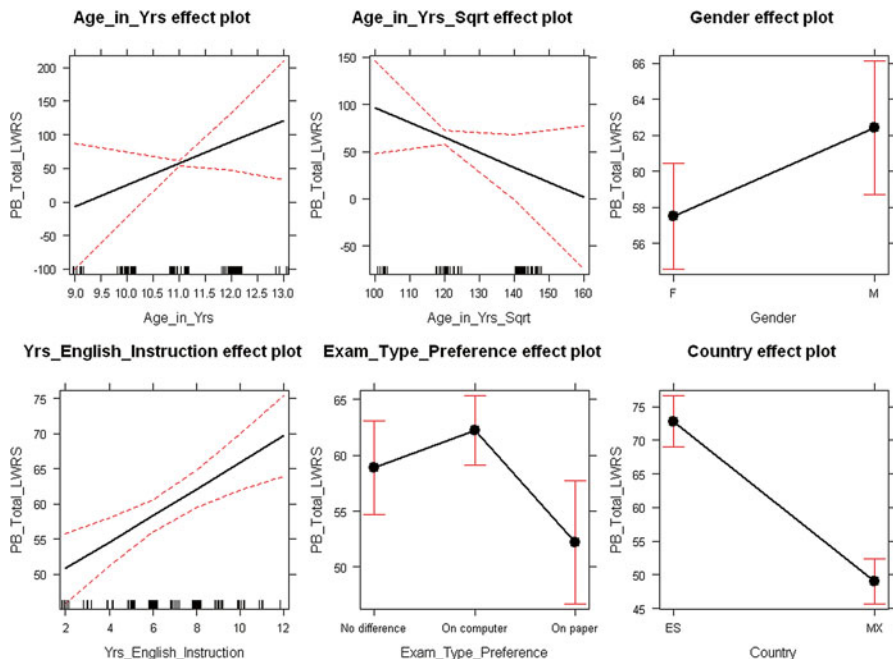 Age_in_Yrs effect plot
PB_Total_LWRS
200
150
100
50
0
-50
-100
9.0 9.5 10.0 10.5 11.0 11.5 12.0 12.5 13.0
Age_in_Yrs
Age_in_Yrs_Sqrt effect plot
PB_Total_LWRS
150
100
50
0
-50
100 120 140 160
Age_in_Yrs_Sqrt
Gender effect plot
PB_Total_LWRS
66
64
62
60
58
56
F M
Gender
Yrs_English_Instruction effect plot
PB_Total_LWRS
75
70
65
60
55
50
2 4 6 8 10 12
Yrs_English_Instruction
Exam_Type_Preference effect plot
PB_Total_LWRS
65
60
55
50
No difference On computer On paper
Exam_Type_Preference
Country effect plot
PB_Total_LWRS
75
70
65
60
55
50
45
ES MX
Country